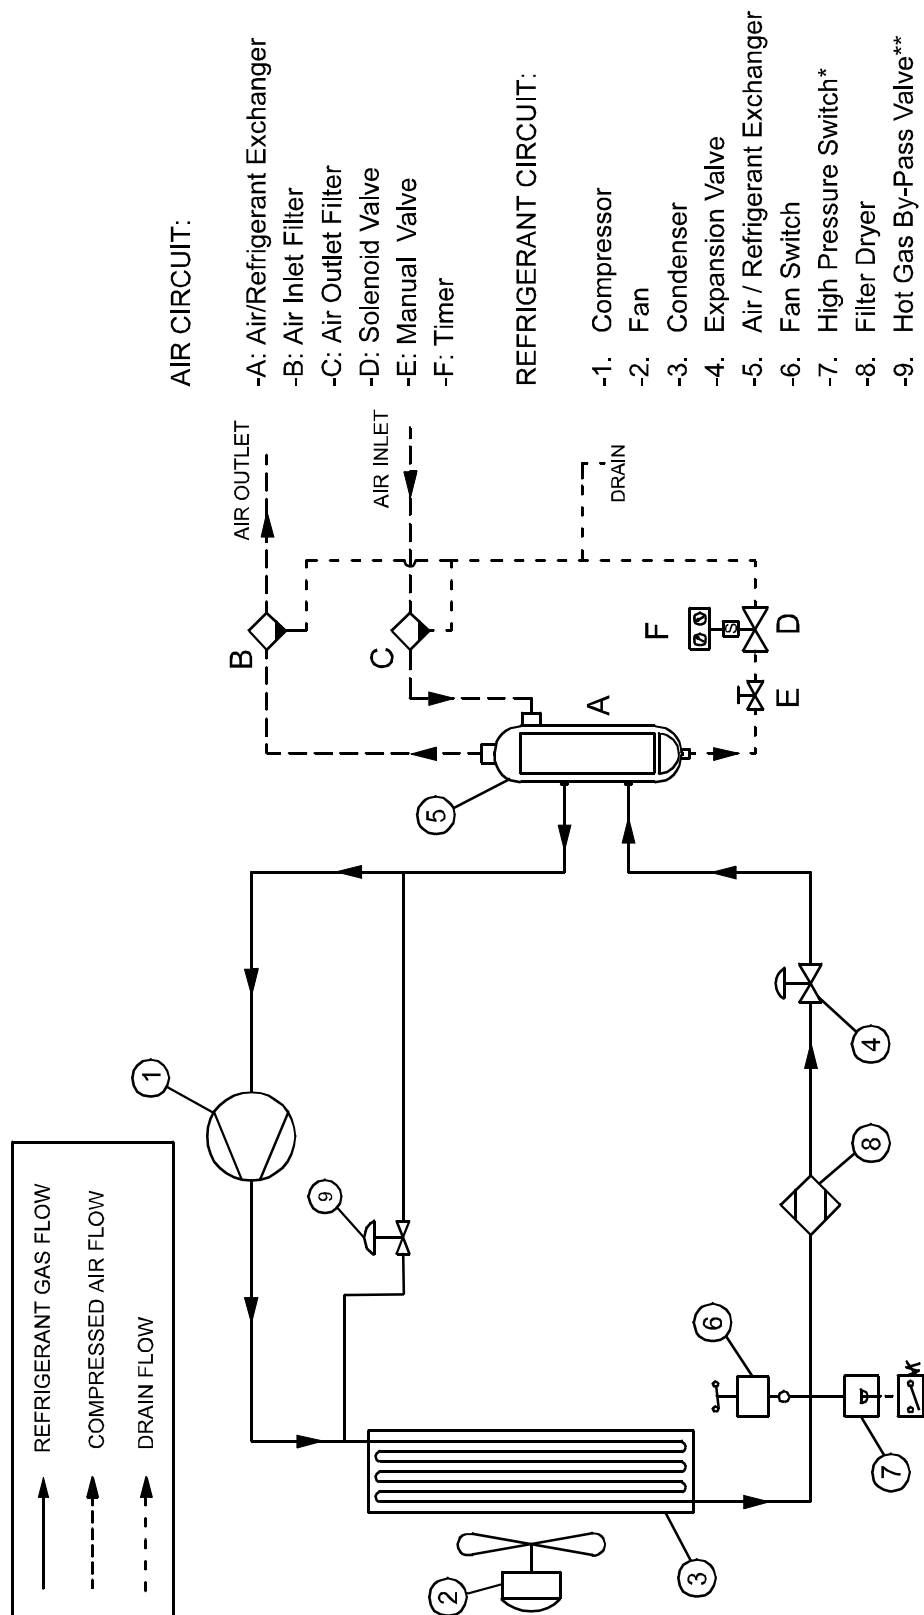 REFRIGERANT GAS FLOW
COMPRESSED AIR FLOW
DRAIN FLOW
1
2
3
4
5
6
7
8
9
A
B
C
D
E
F
S
AIR OUTLET
AIR INLET
DRAIN
AIR CIRCUIT:
-A: Air/Refrigerant Exchanger
-B: Air Inlet Filter
-C: Air Outlet Filter
-D: Solenoid Valve
-E: Manual Valve
-F: Timer
REFRIGERANT CIRCUIT:
-1. Compressor
-2. Fan
-3. Condenser
-4. Expansion Valve
-5. Air / Refrigerant Exchanger
-6. Fan Switch
-7. High Pressure Switch*
-8. Filter Dryer
-9. Hot Gas By-Pass Valve**